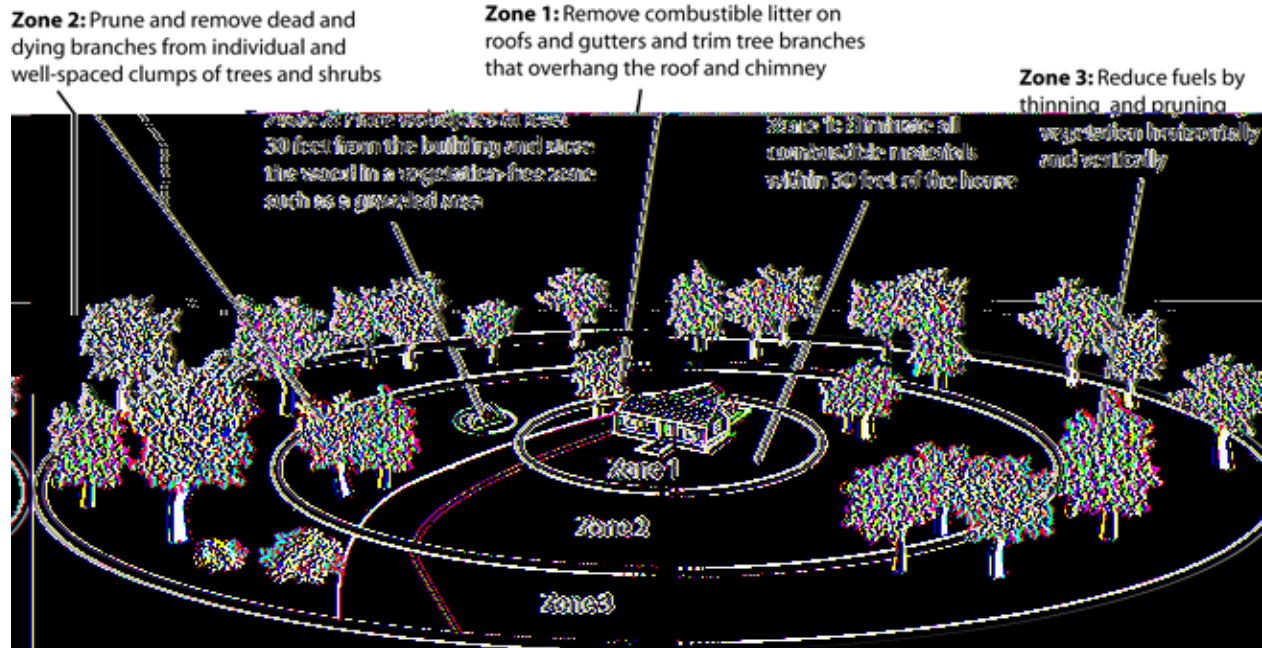 Zone 2: Prune and remove dead and
dying branches from individual and
well-spaced clumps of trees and shrubs
Zone 1: Remove combustible litter on
roofs and gutters and trim tree branches
that overhang the roof and chimney
Zone 3: Reduce fuels by
thinning and pruning
vegetation horizontally
and vertically
30 feet from the building and store
the wood in a vegetation-free zone
such as a graveled area
Zone 1: Eliminate all
combustible materials
within 30 feet of the house
Zone 1
Zone 2
Zone 3